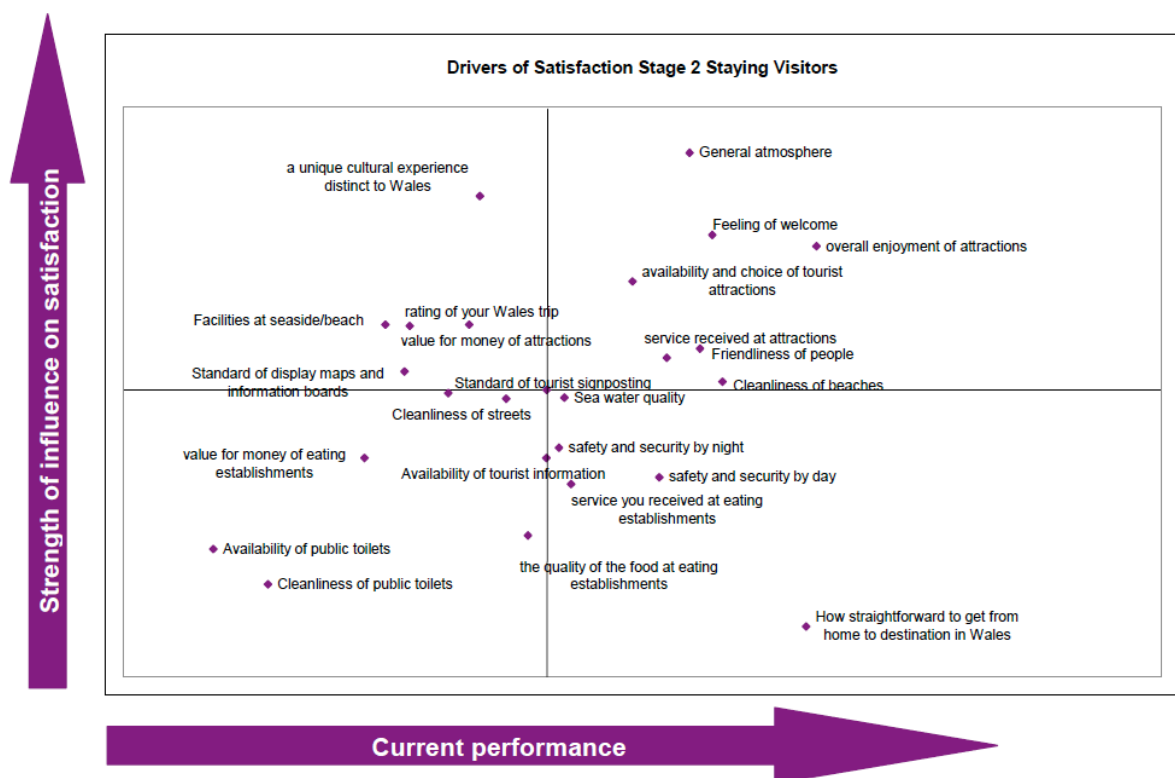 Drivers of Satisfaction Stage 2 Staying Visitors
Strength of influence on satisfaction
General atmosphere
a unique cultural experience
distinct to Wales
Feeling of welcome
overall enjoyment of attractions
availability and choice of tourist
attractions
Facilities at seaside/beach
rating of your Wales trip
value for money of attractions
service received at attractions
Friendliness of people
Standard of display maps and
information boards
Standard of tourist signposting
Cleanliness of beaches
Cleanliness of streets
Sea water quality
value for money of eating
establishments
safety and security by night
Availability of tourist information
safety and security by day
service you received at eating
establishments
Availability of public toilets
the quality of the food at eating
establishments
Cleanliness of public toilets
How straightforward to get from
home to destination in Wales
Current performance